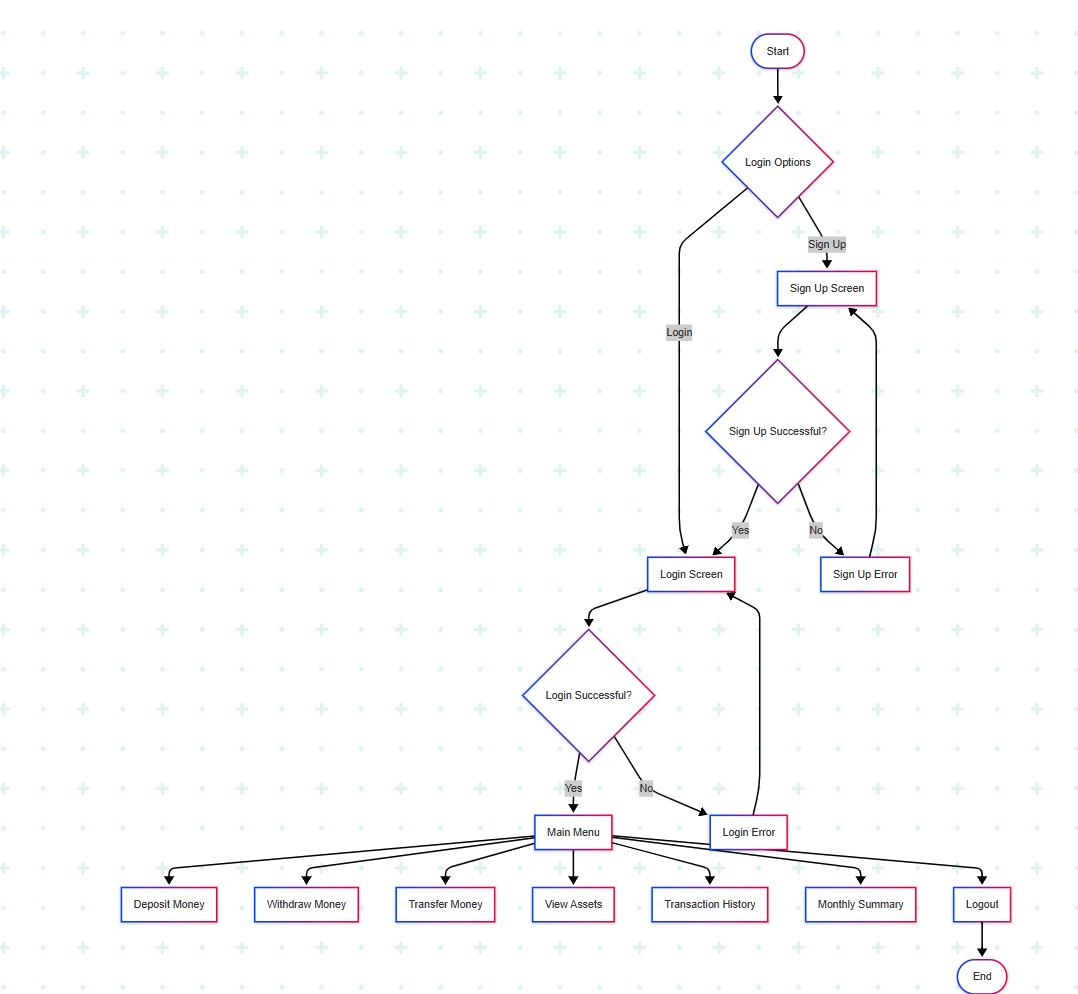 Start
Login Options
Sign Up
Sign Up Screen
Login
Sign Up Successful?
Yes
No
Login Screen
Sign Up Error
Login Successful?
Yes
No
Main Menu
Login Error
Deposit Money
Withdraw Money
Transfer Money
View Assets
Transaction History
Monthly Summary
Logout
End